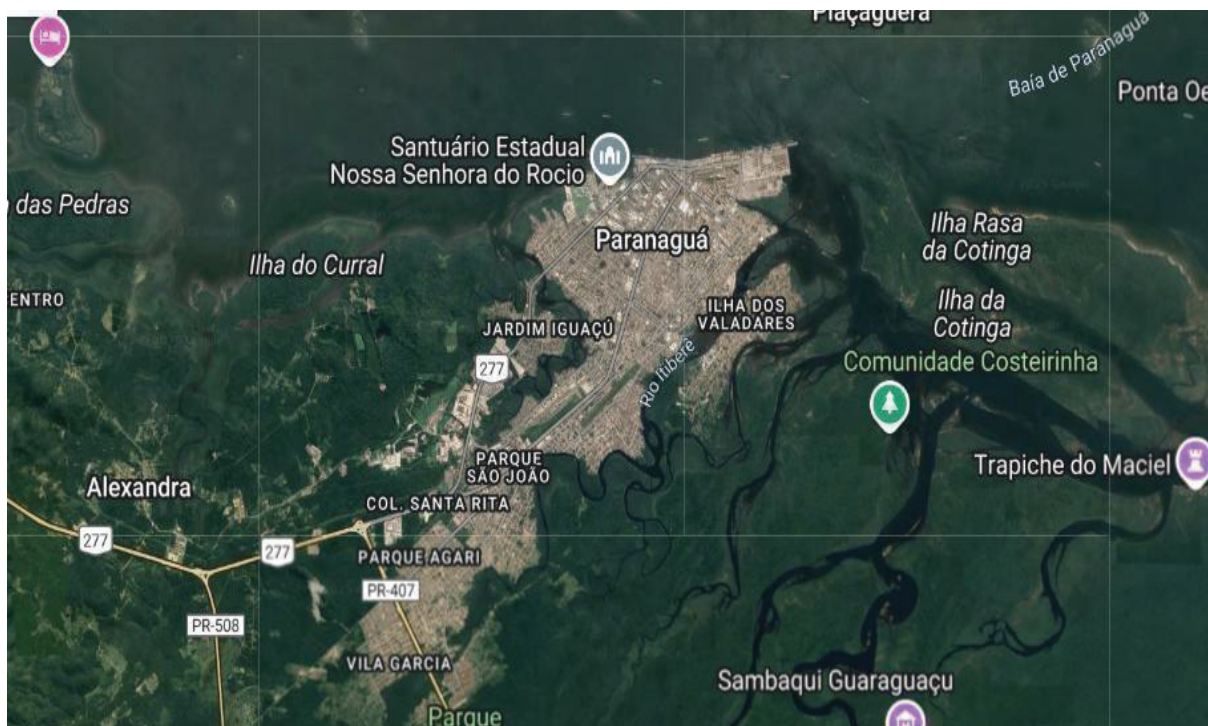 Piaçaguera
Baía de Paranaguá
Ponta Oe
Santuário Estadual
Nossa Senhora do Rocio
das Pedras
Paranaguá
Ilha Rasa
da Cotinga
Ilha do Curral
ENTRO
Ilha da
Cotinga
ILHA DOS
VALADARES
JARDIM IGUAÇÚ
Comunidade Costeirinha
277
Rio Itiberê
PARQUE
SÃO JOÃO
Trapiche do Maciel
Alexandra
COL. SANTA RITA
277
277
PARQUE AGARI
PR-407
PR-508
VILA GARCIA
Sambaqui Guaraguaçu
Parque